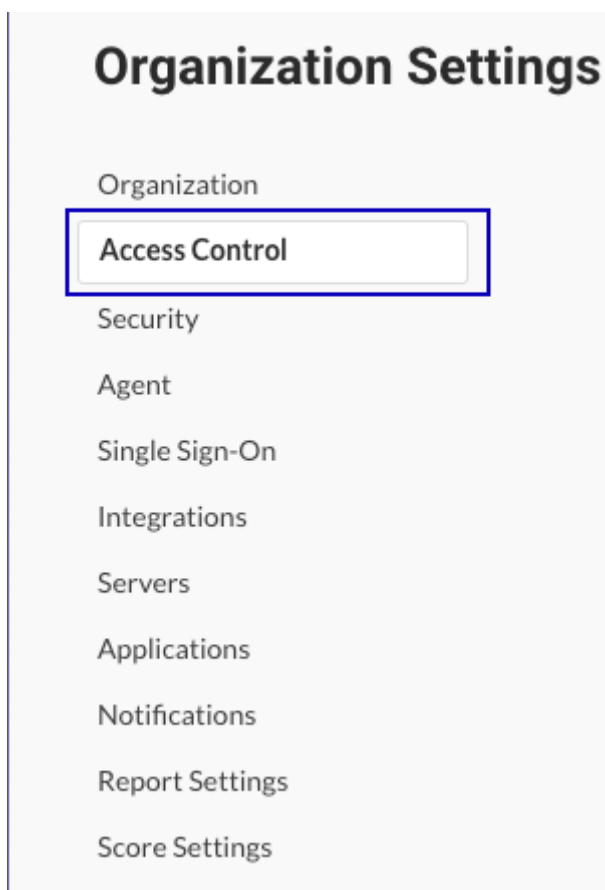 Organization Settings
Organization
Access Control
Security
Agent
Single Sign-On
Integrations
Servers
Applications
Notifications
Report Settings
Score Settings